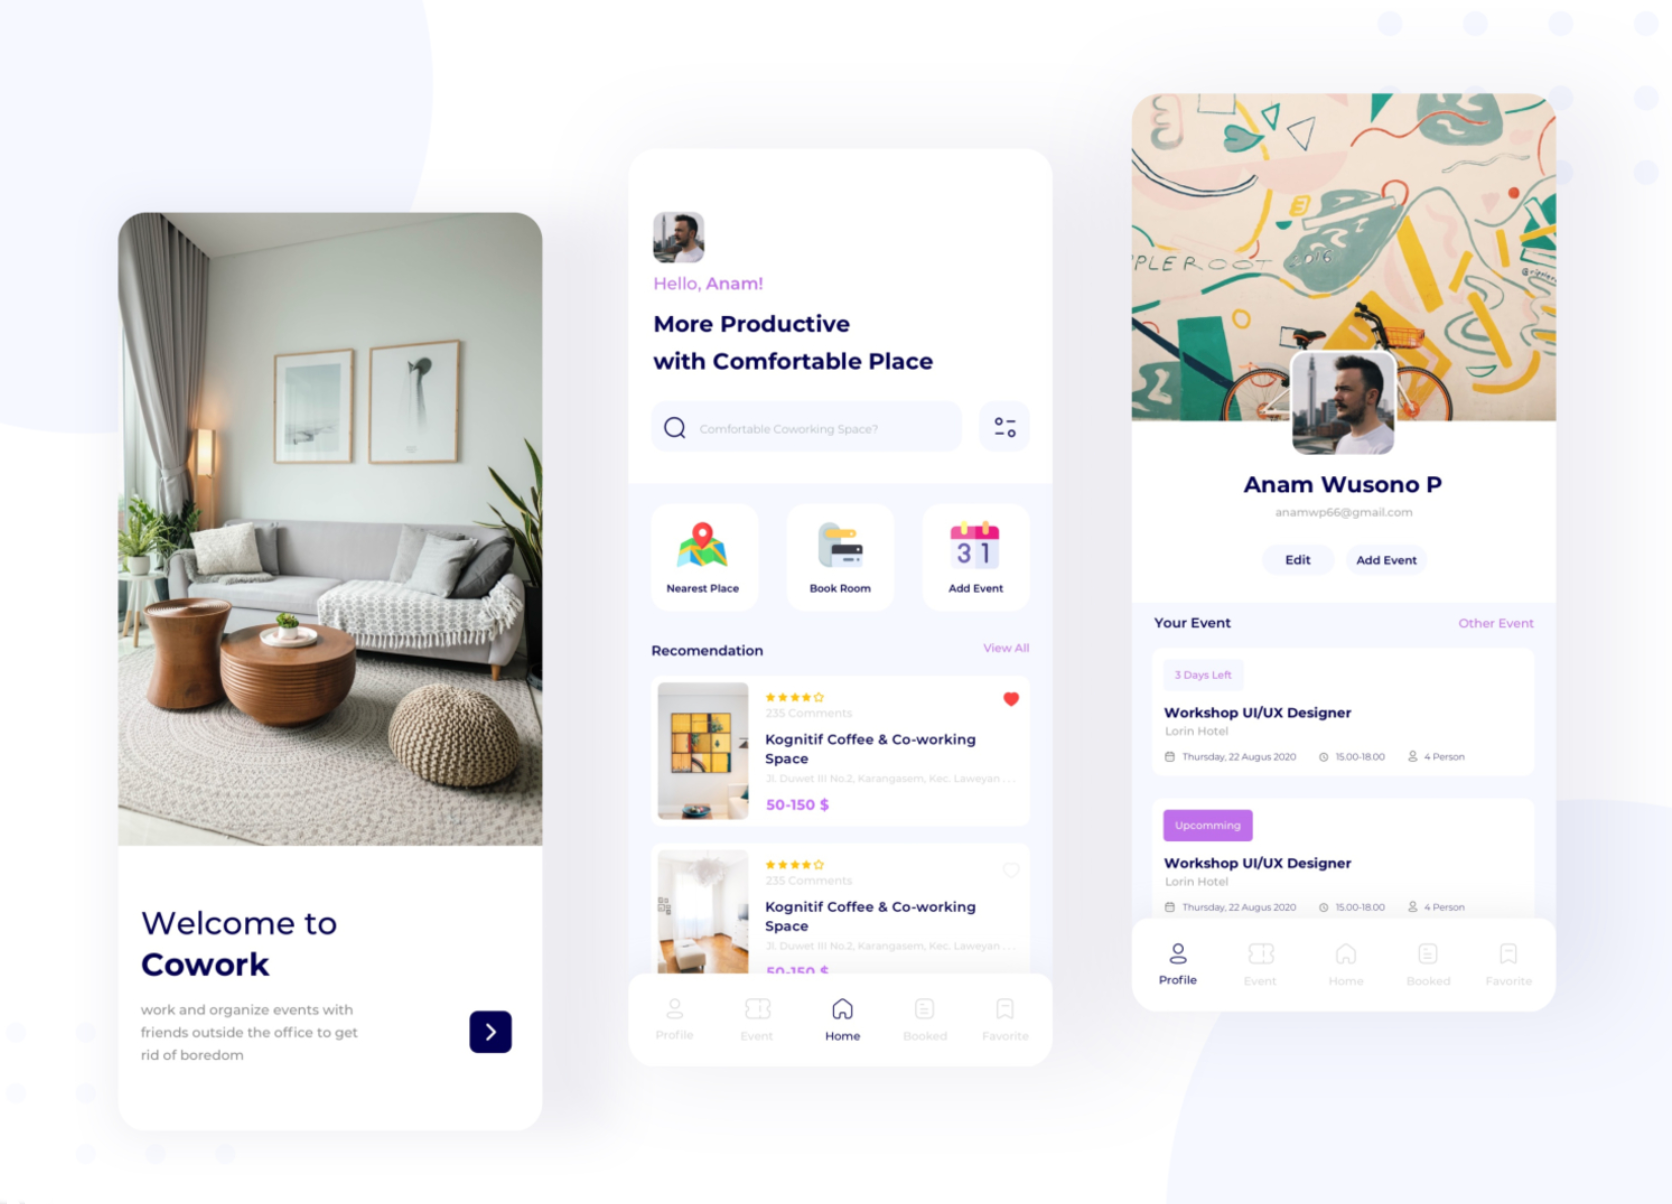 Welcome to
Cowork
work and organize events with
friends outside the office to get
rid of boredom
Hello, Anam!
More Productive
with Comfortable Place
Comfortable Coworking Space?
Nearest Place
Book Room
31
Add Event
Recomendation
View All
235 Comments
Kognitif Coffee & Co-working
Space
Jl. Duwet III No.2, Karangasem, Kec. Laweyan ...
50-150 $
235 Comments
Kognitif Coffee & Co-working
Space
Jl. Duwet III No.2, Karangasem, Kec. Laweyan ...
50-150 $
Profile
Event
Home
Booked
Favorite
PLE ROOT 2016
Anam Wusono P
anamwp66@gmail.com
Edit
Add Event
Your Event
Other Event
3 Days Left
Workshop UI/UX Designer
Lorin Hotel
Thursday, 22 Augus 2020
15.00-18.00
4 Person
Upcomming
Workshop UI/UX Designer
Lorin Hotel
Thursday, 22 Augus 2020
15.00-18.00
4 Person
Profile
Event
Home
Booked
Favorite